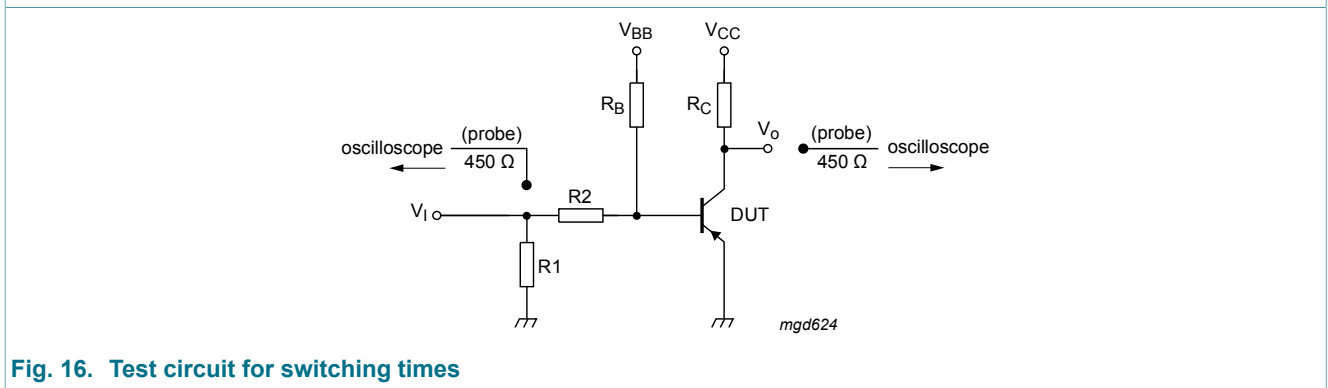 VBB
VCC
RB
RC
Vo
(probe)
450 Ω
oscilloscope
(probe)
450 Ω
oscilloscope
R2
VI
DUT
R1
mgd624
Fig. 16. Test circuit for switching times